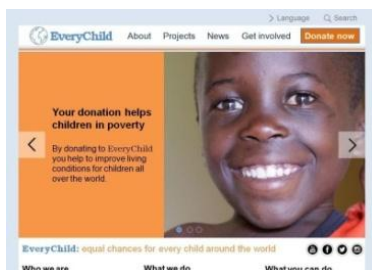 > Language Search
EveryChild About Projects News Get involved Donate now
Your donation helps
children in poverty
By donating to EveryChild
you help to improve living
conditions for children all
over the world.
EveryChild: equal chances for every child around the world
Who we are What we do What you can do